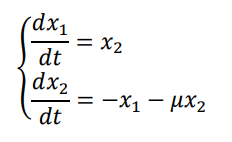 dx₁/dt = x₂
dx₂/dt = −x₁ − μx₂